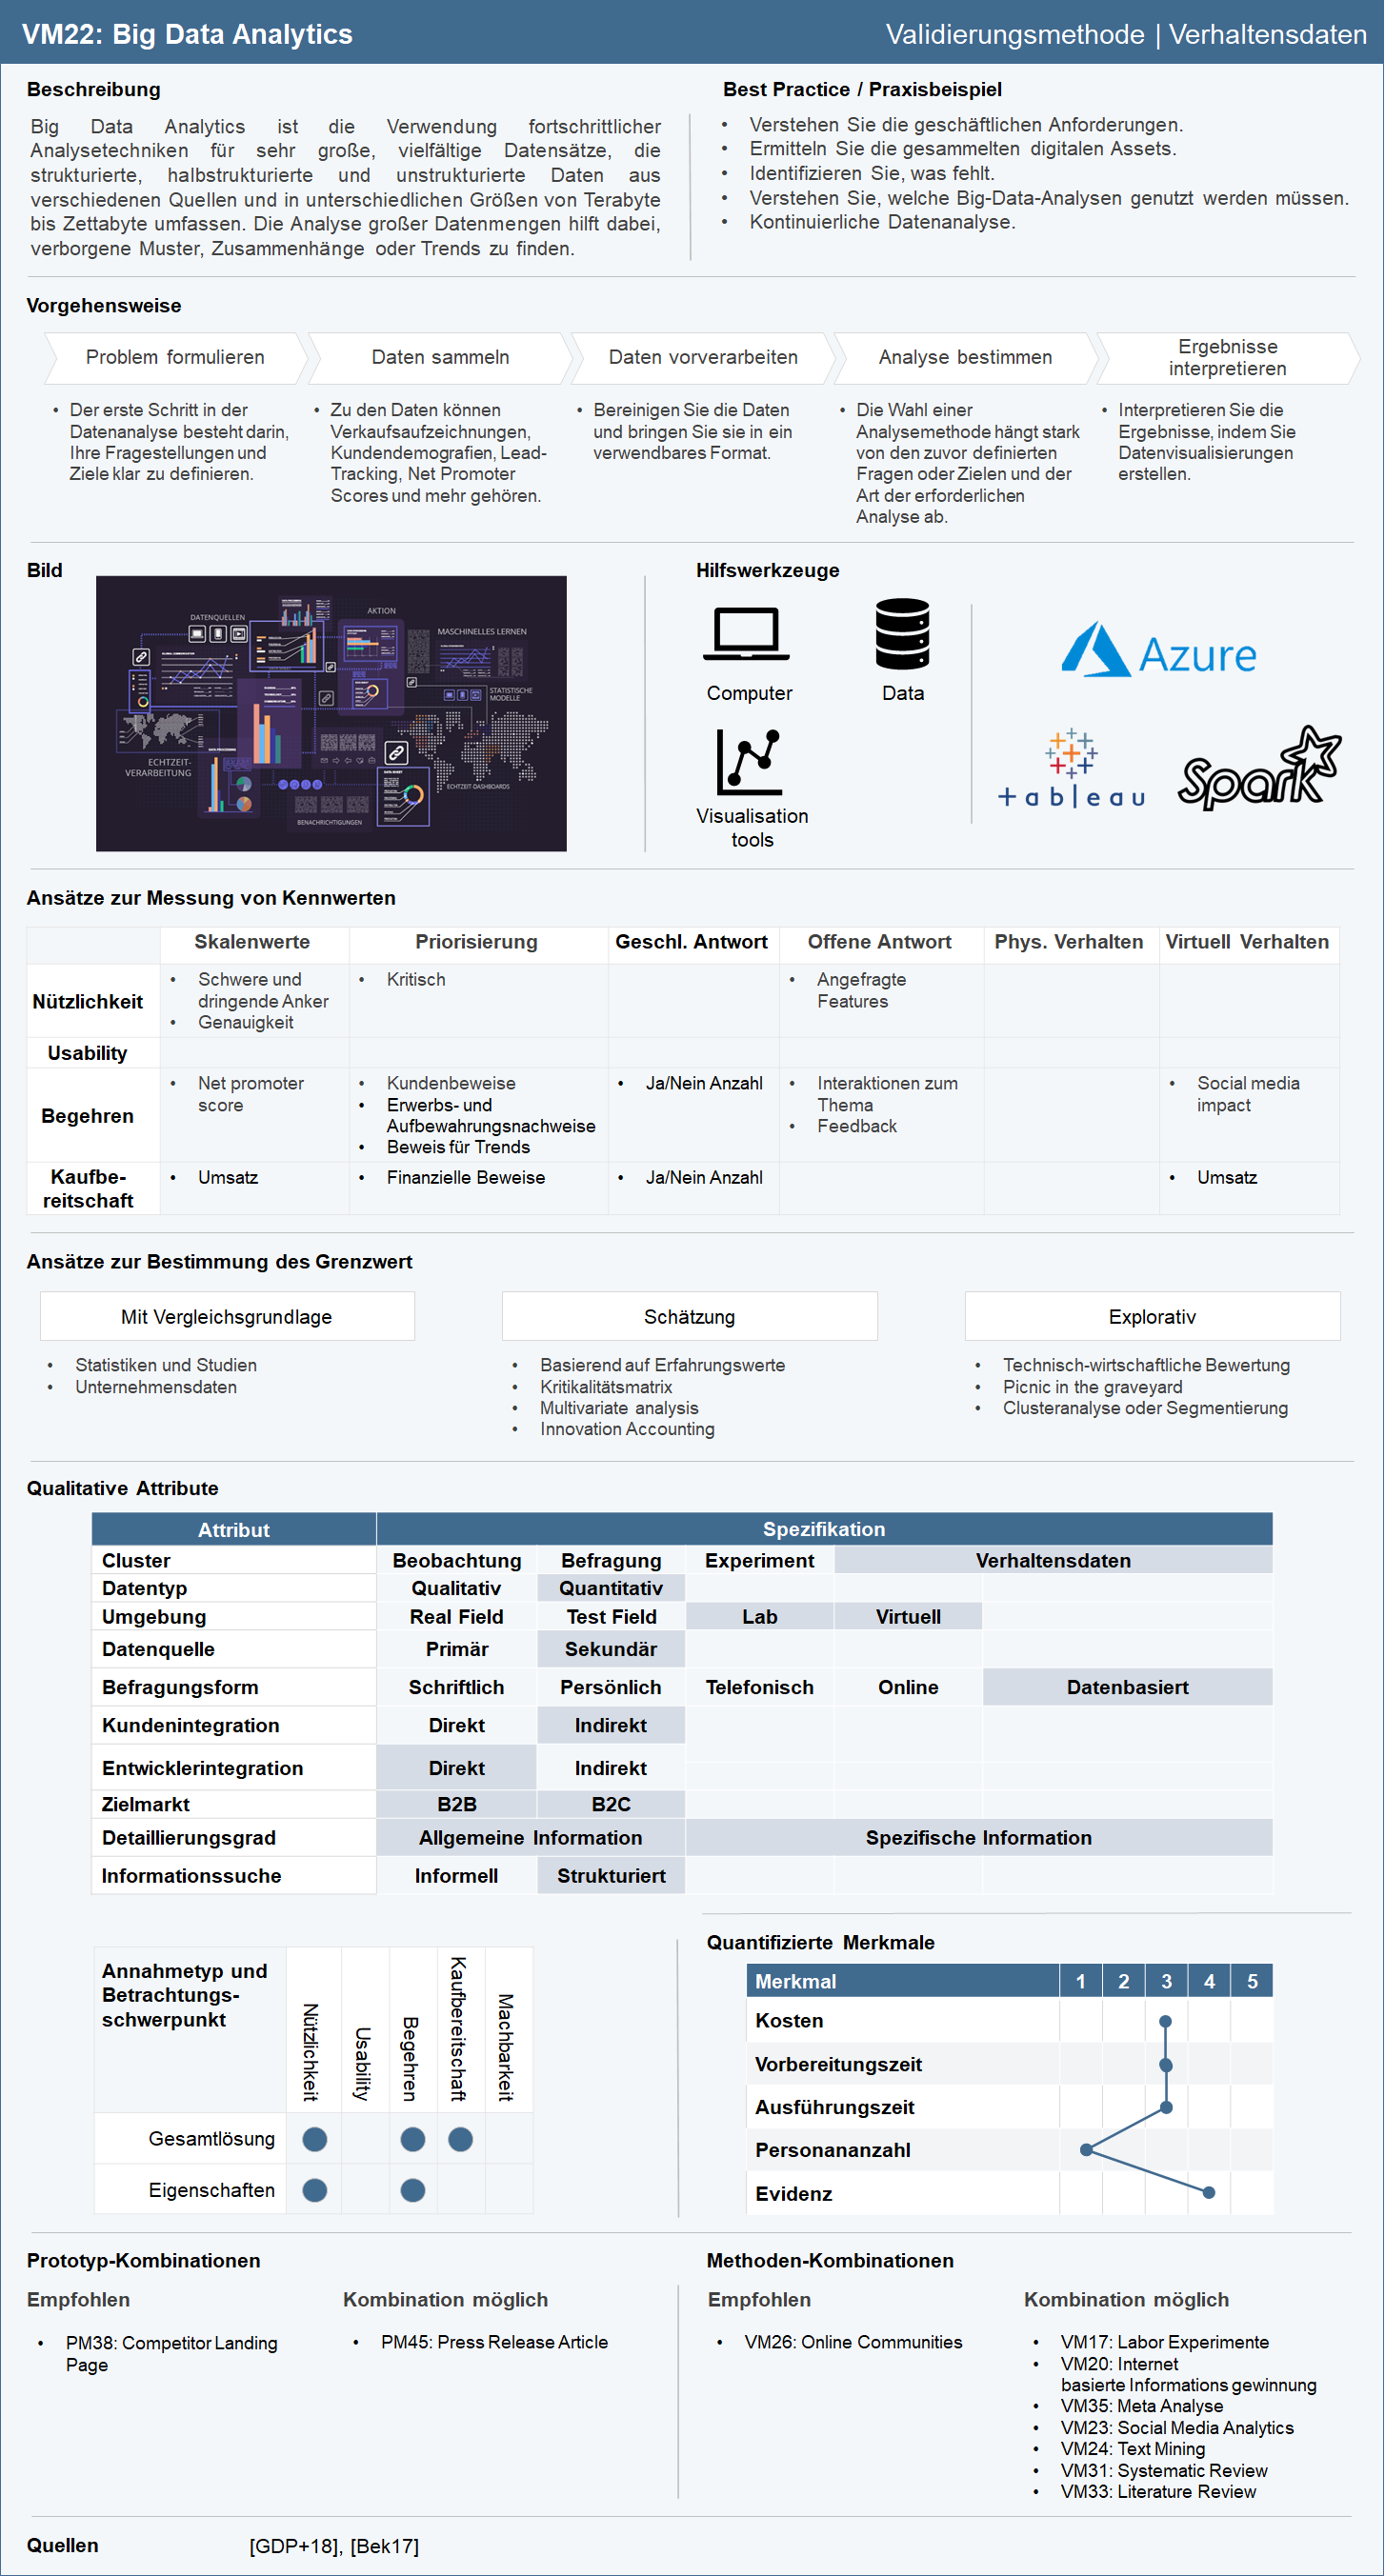 VM22: Big Data Analytics
Validierungsmethode | Verhaltensdaten
Beschreibung
Big Data Analytics ist die Verwendung fortschrittlicher
Analysetechniken für sehr große, vielfältige Datensätze, die
strukturierte, halbstrukturierte und unstrukturierte Daten aus
verschiedenen Quellen und in unterschiedlichen Größen von Terabyte
bis Zettabyte umfassen. Die Analyse großer Datenmengen hilft dabei,
verborgene Muster, Zusammenhänge oder Trends zu finden.
Best Practice / Praxisbeispiel
• Verstehen Sie die geschäftlichen Anforderungen.
• Ermitteln Sie die gesammelten digitalen Assets.
• Identifizieren Sie, was fehlt.
• Verstehen Sie, welche Big-Data-Analysen genutzt werden müssen.
• Kontinuierliche Datenanalyse.
Vorgehensweise
Problem formulieren
Daten sammeln
Daten vorverarbeiten
Analyse bestimmen
Ergebnisse
interpretieren
• Der erste Schritt in der
Datenanalyse besteht darin,
Ihre Fragestellungen und
Ziele klar zu definieren.
• Zu den Daten können
Verkaufsaufzeichnungen,
Kundendemografien, Lead-
Tracking, Net Promoter
Scores und mehr gehören.
• Bereinigen Sie die Daten
und bringen Sie sie in ein
verwendbares Format.
• Die Wahl einer
Analysemethode hängt stark
von den zuvor definierten
Fragen oder Zielen und der
Art der erforderlichen
Analyse ab.
• Interpretieren Sie die
Ergebnisse, indem Sie
Datenvisualisierungen
erstellen.
Bild
DATENQUELLEN
AKTION
MASCHINELLES LERNEN
STATISTISCHE
MODELLE
ECHTZEIT-
VERARBEITUNG
ECHTZEIT-DASHBOARDS
BENACHRICHTIGUNGEN
Hilfswerkzeuge
Computer
Data
Visualisation
tools
Azure
+ableau
Spark
Ansätze zur Messung von Kennwerten
Skalenwerte Priorisierung Geschl. Antwort Offene Antwort Phys. Verhalten Virtuell Verhalten
Nützlichkeit
• Schwere und
dringende Anker
• Genauigkeit
• Kritisch
• Angefragte
Features
Usability
Begehren
• Net promoter
score
• Kundenbeweise
• Erwerbs- und
Aufbewahrungsnachweise
• Beweis für Trends
• Ja/Nein Anzahl
• Interaktionen zum
Thema
• Feedback
• Social media
impact
Kaufbe-
reitschaft
• Umsatz
• Finanzielle Beweise
• Ja/Nein Anzahl
• Umsatz
Ansätze zur Bestimmung des Grenzwert
Mit Vergleichsgrundlage
• Statistiken und Studien
• Unternehmensdaten
Schätzung
• Basierend auf Erfahrungswerte
• Kritikalitätsmatrix
• Multivariate analysis
• Innovation Accounting
Explorativ
• Technisch-wirtschaftliche Bewertung
• Picnic in the graveyard
• Clusteranalyse oder Segmentierung
Qualitative Attribute
Attribut Spezifikation
Cluster Beobachtung Befragung Experiment Verhaltensdaten
Datentyp Qualitativ Quantitativ
Umgebung Real Field Test Field Lab Virtuell
Datenquelle Primär Sekundär
Befragungsform Schriftlich Persönlich Telefonisch Online Datenbasiert
Kundenintegration Direkt Indirekt
Entwicklerintegration Direkt Indirekt
Zielmarkt B2B B2C
Detaillierungsgrad Allgemeine Information Spezifische Information
Informationssuche Informell Strukturiert
Annahmetyp und
Betrachtungs-
schwerpunkt
Nützlichkeit
Usability
Begehren
Kaufbereitschaft
Machbarkeit
Gesamtlösung
Eigenschaften
Quantifizierte Merkmale
Merkmal 1 2 3 4 5
Kosten
Vorbereitungszeit
Ausführungszeit
Personananzahl
Evidenz
Prototyp-Kombinationen
Empfohlen
• PM38: Competitor Landing
Page
Kombination möglich
• PM45: Press Release Article
Methoden-Kombinationen
Empfohlen
• VM26: Online Communities
Kombination möglich
• VM17: Labor Experimente
• VM20: Internet
basierte Informations gewinnung
• VM35: Meta Analyse
• VM23: Social Media Analytics
• VM24: Text Mining
• VM31: Systematic Review
• VM33: Literature Review
Quellen
[GDP+18], [Bek17]